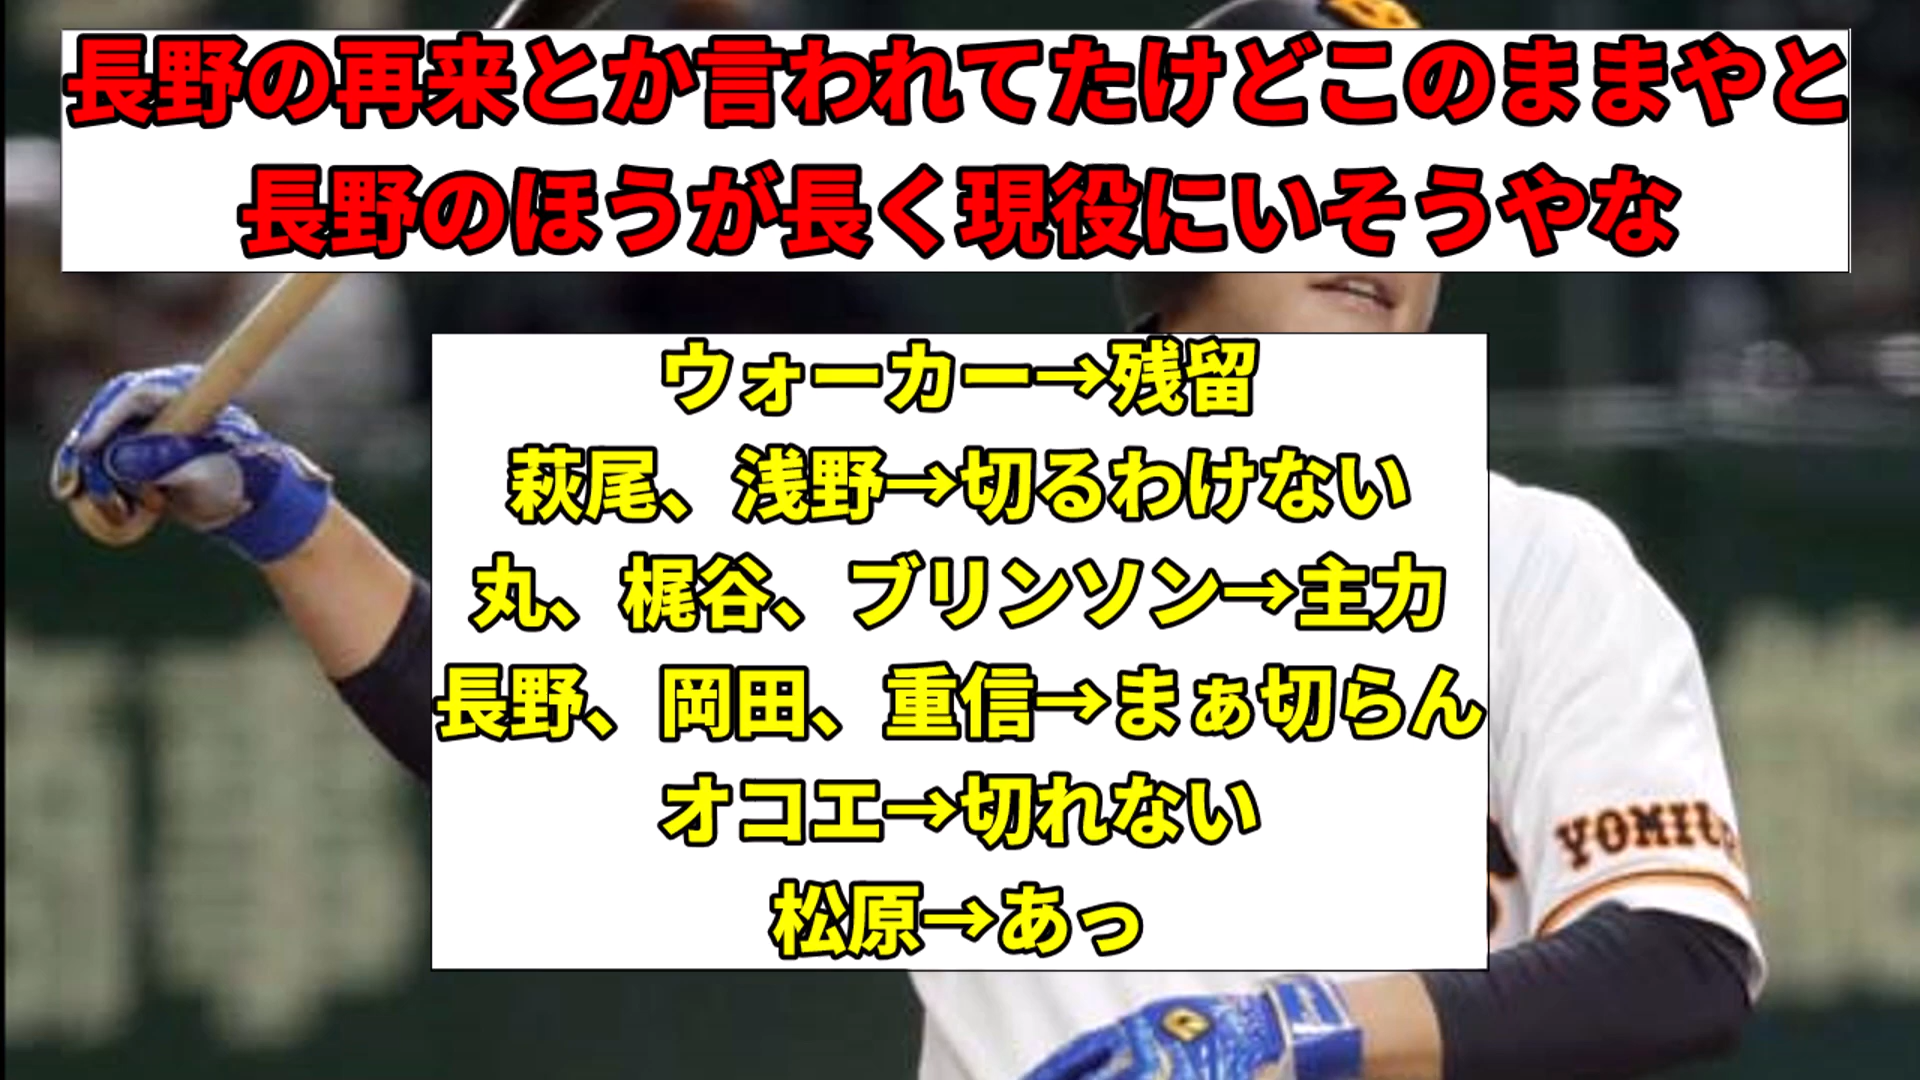 長野の再来とか言われてたけどこのままやと
長野のほうが長く現役にいそうやな
ウォーカー→残留
萩尾、浅野→切るわけない
丸、梶谷、ブリンソン→主力
長野、岡田、重信→まぁ切らん
オコエ→切れない
松原→あっ
YOMIU